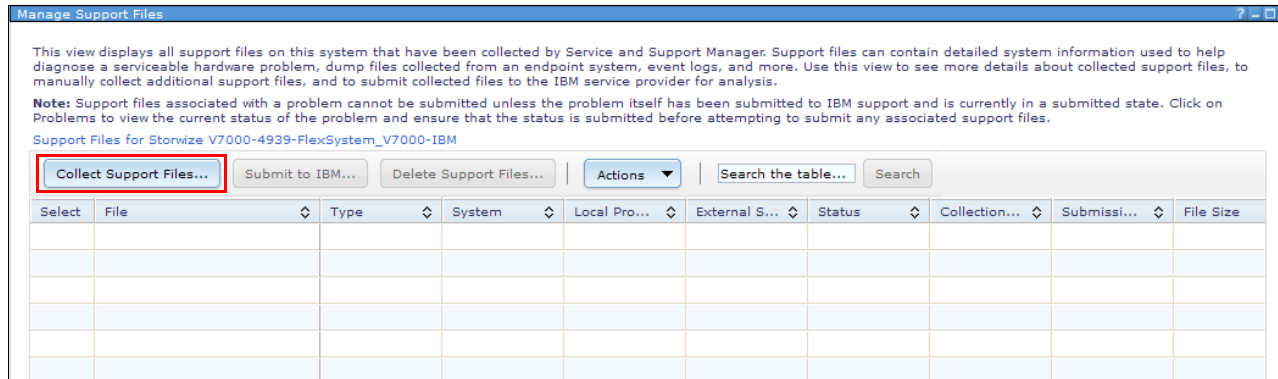 Manage Support Files
This view displays all support files on this system that have been collected by Service and Support Manager. Support files can contain detailed system information used to help
diagnose a serviceable hardware problem, dump files collected from an endpoint system, event logs, and more. Use this view to see more details about collected support files, to
manually collect additional support files, and to submit collected files to the IBM service provider for analysis.
Note: Support files associated with a problem cannot be submitted unless the problem itself has been submitted to IBM support and is currently in a submitted state. Click on
Problems to view the current status of the problem and ensure that the status is submitted before attempting to submit any associated support files.
Support Files for Storwize V7000-4939-FlexSystem_V7000-IBM
Collect Support Files... Submit to IBM... Delete Support Files... Actions Search the table... Search
Select File Type System Local Pro... External S... Status Collection... Submissi... File Size